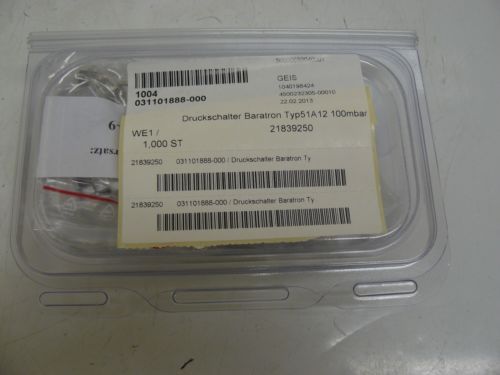 1004
031101888-000
GEIS
1040198424
4500232305-00010
22.02.2013
Druckschalter Baratron Typ51A12 100mbar
WE1 /
21839250
1,000 ST
21839250 031101888-000 / Druckschalter Baratron Ty
21839250 031101888-000 / Druckschalter Baratron Ty